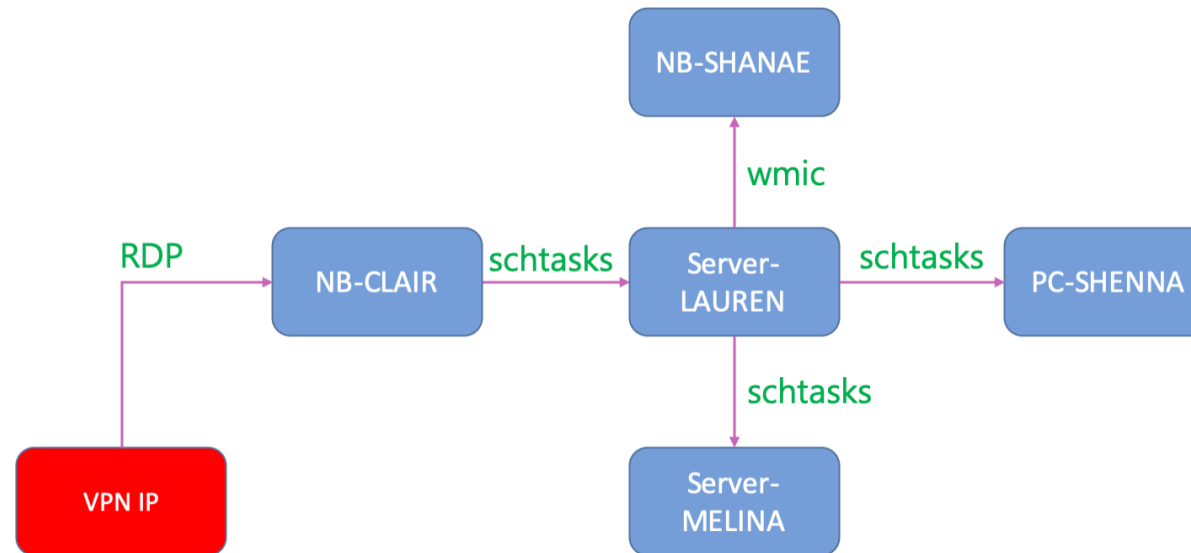 NB-SHANAE
wmic
RDP
NB-CLAIR
schtasks
Server-
LAUREN
schtasks
PC-SHENNA
schtasks
VPN IP
Server-
MELINA